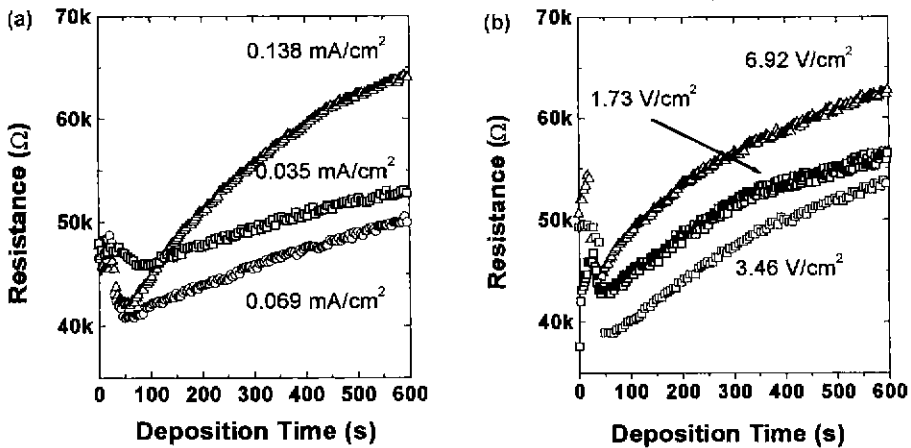 (a)
70k
60k
50k
40k
Resistance (Ω)
0.138 mA/cm²
0.035 mA/cm²
0.069 mA/cm²
0 100 200 300 400 500 600
Deposition Time (s)
(b)
70k
60k
50k
40k
Resistance (Ω)
6.92 V/cm²
1.73 V/cm²
3.46 V/cm²
0 100 200 300 400 500 600
Deposition Time (s)